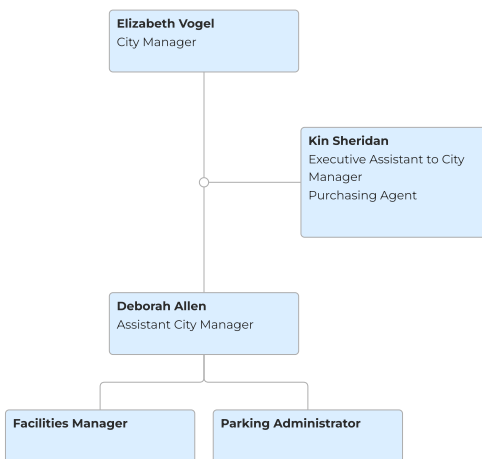 Elizabeth Vogel
City Manager
Kin Sheridan
Executive Assistant to City
Manager
Purchasing Agent
Deborah Allen
Assistant City Manager
Facilities Manager
Parking Administrator